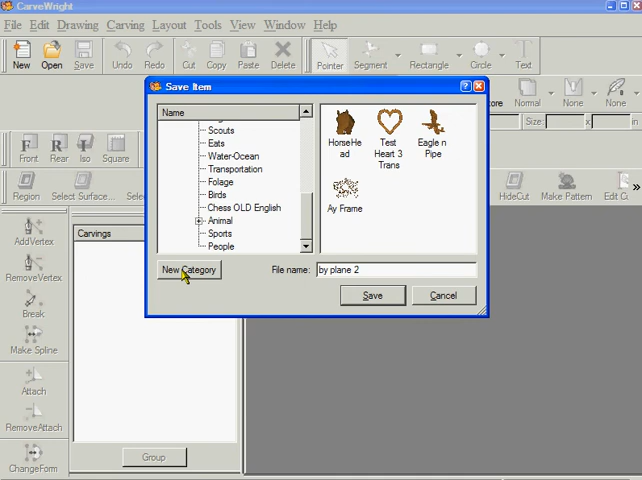 CarveWright
File Edit Drawing Carving Layout Tools View Window Help
New Open Save Undo Redo Cut Copy Paste Delete Pointer Segment Rectangle Circle Text
Save Item
Name
Scouts
Eats
Water-Ocean
Transportation
Folage
Birds
Chess OLD English
Animal
Sports
People
HorseHe
ad
Test
Heart 3
Trans
Eagle n
Pipe
Ay Frame
New Category
File name: by plane 2
Save Cancel
ore Normal None None
Size: x in
Front Rear Iso Square
Region Select Surface... HideCut Make Pattern Edit
AddVertex
RemoveVertex
Break
Make Spline
Attach
RemoveAttach
ChangeForm
Carvings
Group